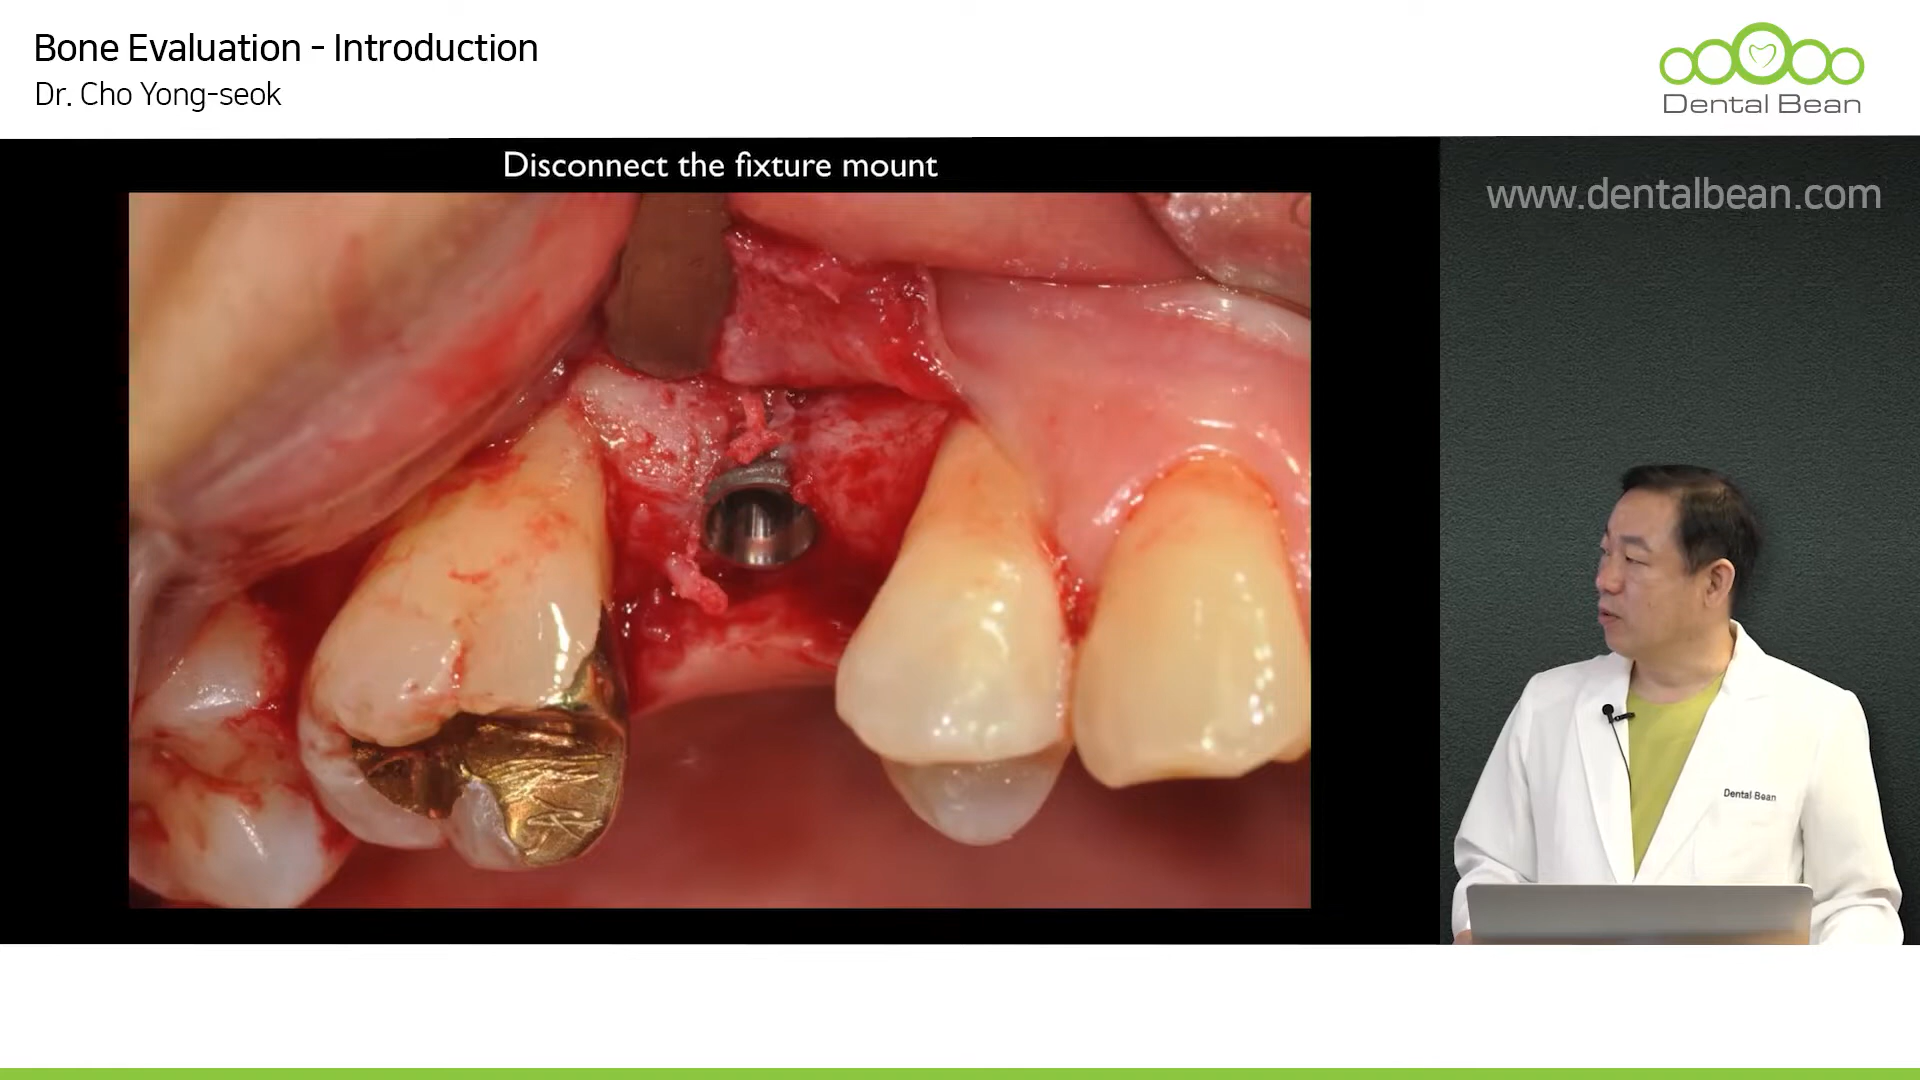 Bone Evaluation - Introduction
Dr. Cho Yong-seok
Dental Bean
Disconnect the fixture mount
www.dentalbean.com
Dental Bean